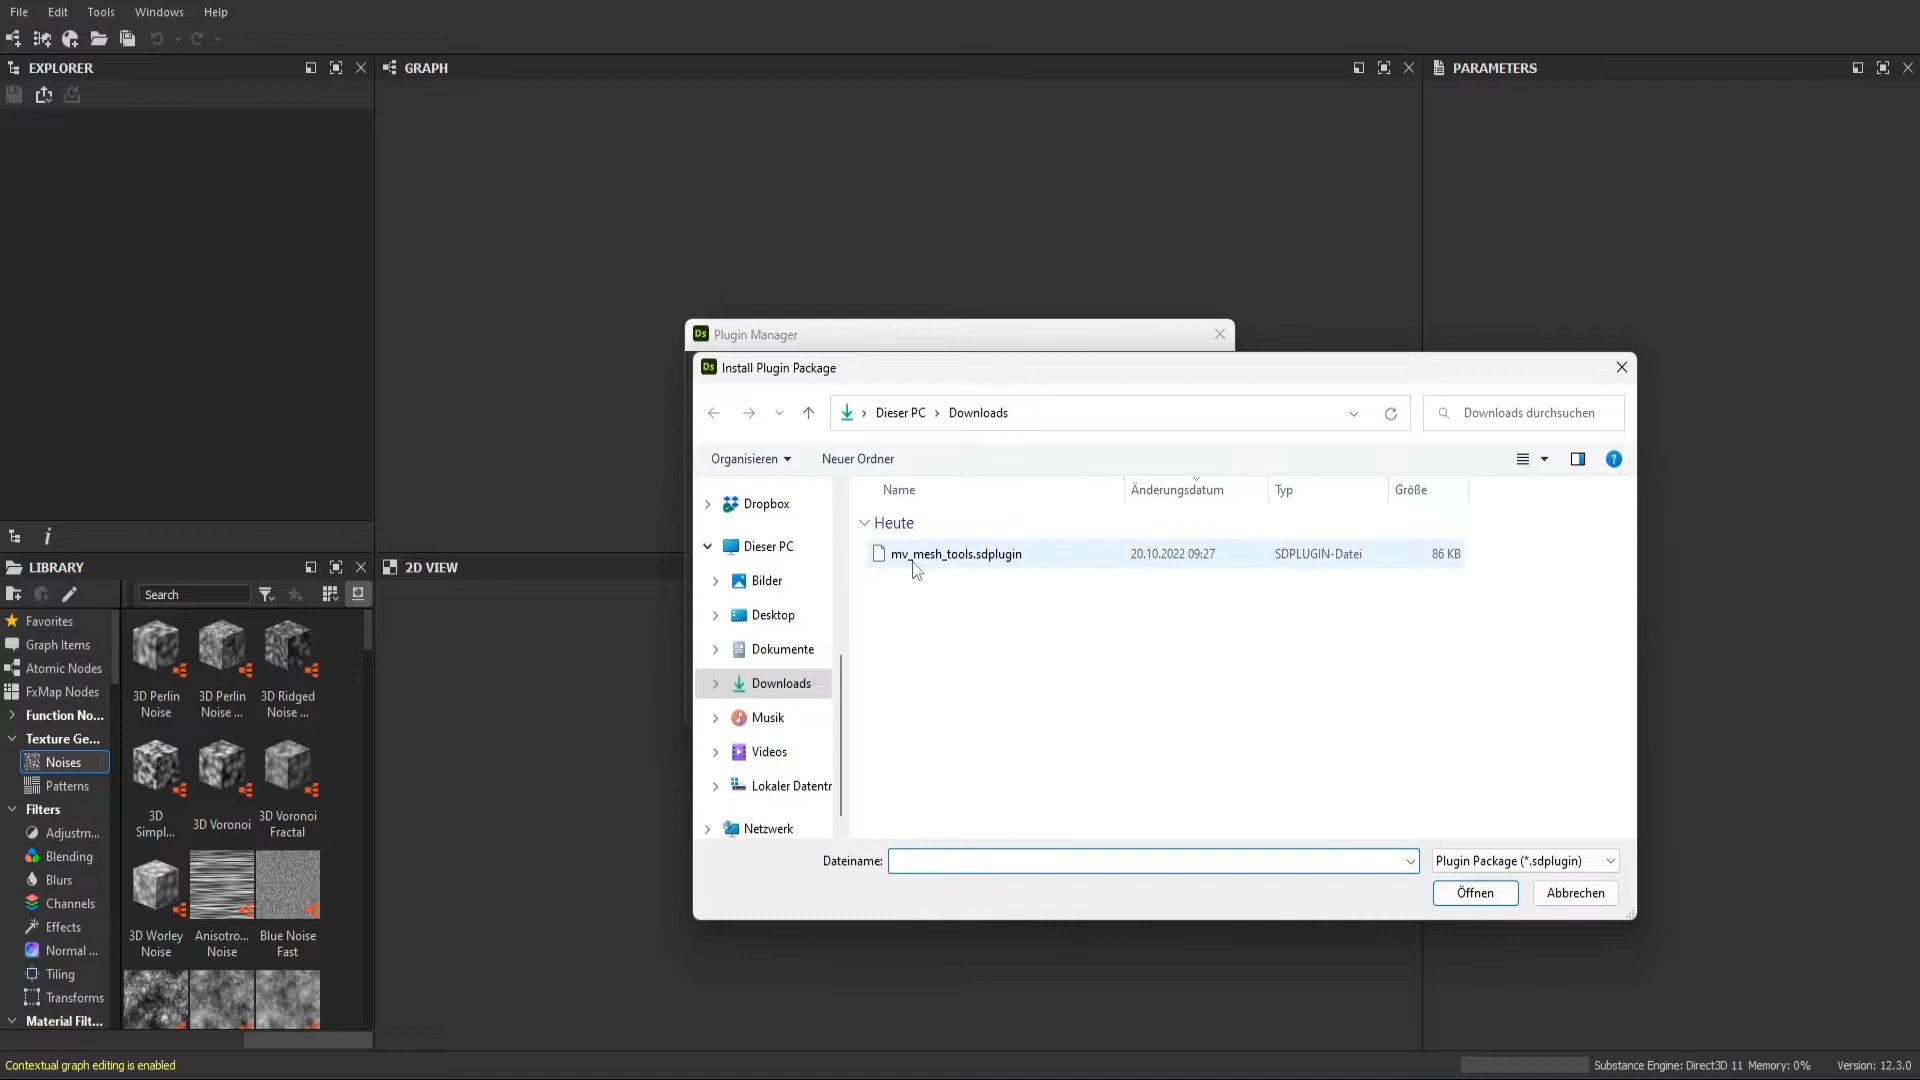 File Edit Tools Windows Help
EXPLORER
GRAPH
PARAMETERS
Ds Plugin Manager
Ds Install Plugin Package
Dieser PC > Downloads
Downloads durchsuchen
Organisieren
Neuer Ordner
Name
Änderungsdatum
Typ
Größe
Dropbox
Dieser PC
Bilder
Desktop
Dokumente
Downloads
Musik
Videos
Lokaler Datentr
Netzwerk
Heute
mv_mesh_tools.sdplugin 20.10.2022 09:27 SDPLUGIN-Datei 86 KB
Dateiname:
Plugin Package (*.sdplugin)
Öffnen
Abbrechen
LIBRARY
2D VIEW
Search
Favorites
Graph Items
Atomic Nodes
FxMap Nodes
Function No...
Texture Ge...
Noises
Patterns
Filters
Adjustm...
Blending
Blurs
Channels
Effects
Normal ...
Tiling
Transforms
Material Filt...
3D Perlin
Noise
3D Perlin
Noise ...
3D Ridged
Noise ...
3D
Simpl...
3D Voronoi
3D Voronoi
Fractal
3D Worley
Noise
Anisotro...
Noise
Blue Noise
Fast
Contextual graph editing is enabled
Substance Engine: Direct3D 11 Memory: 0%
Version: 12.3.0